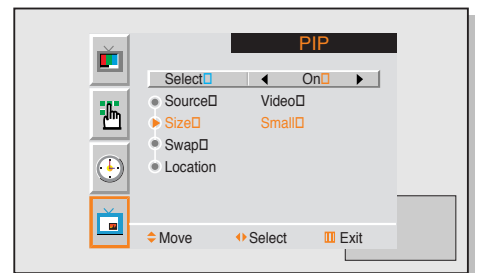 PIP
Select ◀ On ▶
Source Video
Size Small
Swap
Location
Move Select Exit